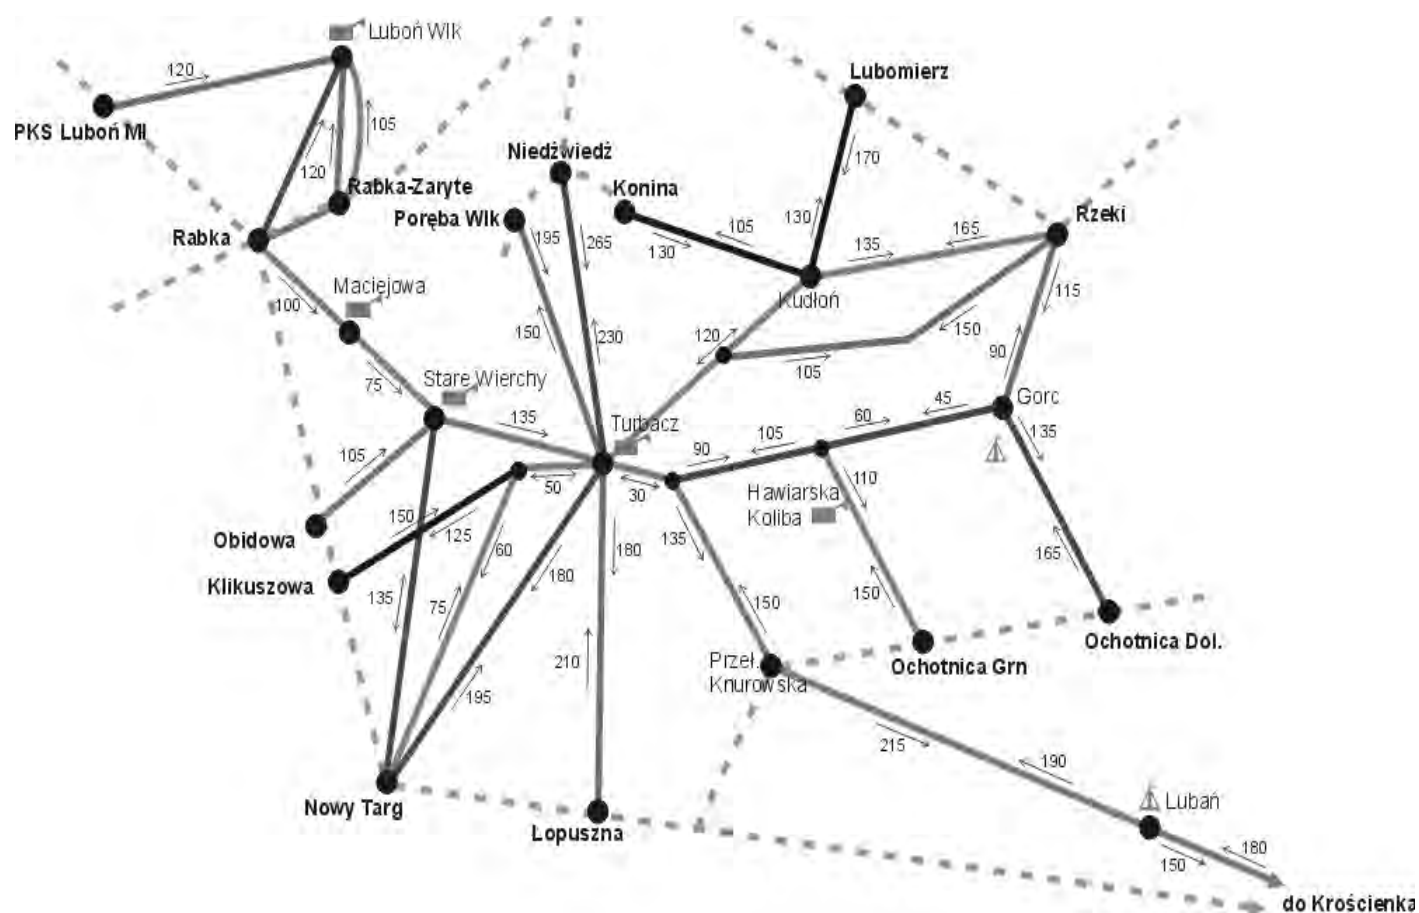 Luboń Wlk
120
PKS Luboń Mł
105
120
Rabka-Zaryte
Rabka
Niedźwiedź
Konina
Poręba Wlk
Lubomierz
170
130
Rzeki
195
265
105
130
135
165
Kudłoń
115
Maciejowa
100
75
Stare Wierchy
150
230
120
150
105
90
Gorc
135
Turbacz
90
105
60
45
135
105
50
30
Hawiarska
Koliba
110
Obidowa
150
125
60
135
180
180
165
Klikuszowa
135
75
150
150
Ochotnica Dol.
Przeł.
Knurowska
Ochotnica Grn
210
195
215
190
Nowy Targ
Lopuszna
Lubań
150
180
do Krościenka